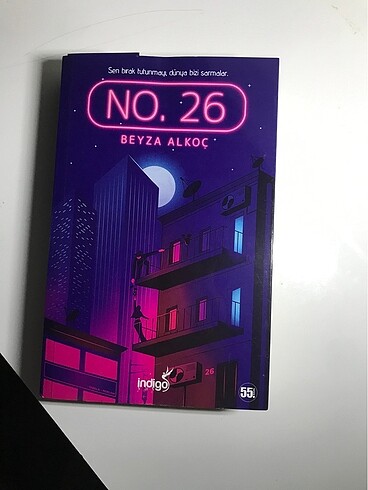 Sen bırak tutunmayı, dünya bizi sarmalar.
NO. 26
BEYZA ALKOÇ
indigo
26
55